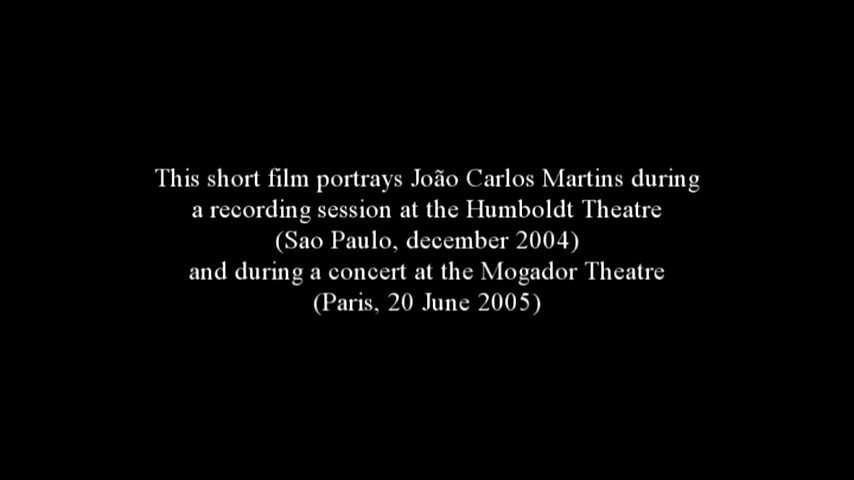 This short film portrays João Carlos Martins during
a recording session at the Humboldt Theatre
(Sao Paulo, december 2004)
and during a concert at the Mogador Theatre
(Paris, 20 June 2005)